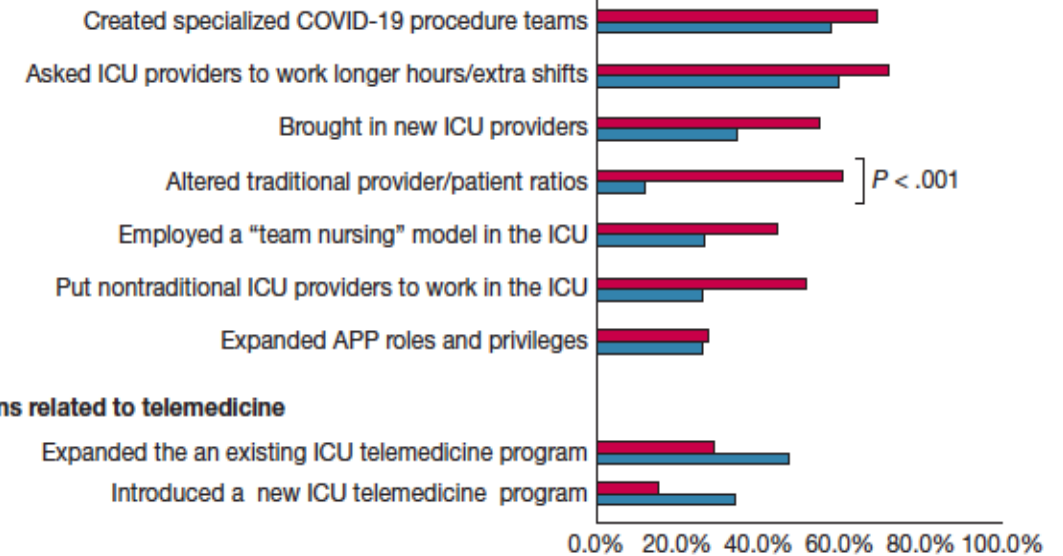 Created specialized COVID-19 procedure teams
Asked ICU providers to work longer hours/extra shifts
Brought in new ICU providers
Altered traditional provider/patient ratios
P < .001
Employed a “team nursing” model in the ICU
Put nontraditional ICU providers to work in the ICU
Expanded APP roles and privileges
ns related to telemedicine
Expanded the an existing ICU telemedicine program
Introduced a new ICU telemedicine program
0.0% 20.0% 40.0% 60.0% 80.0% 100.0%